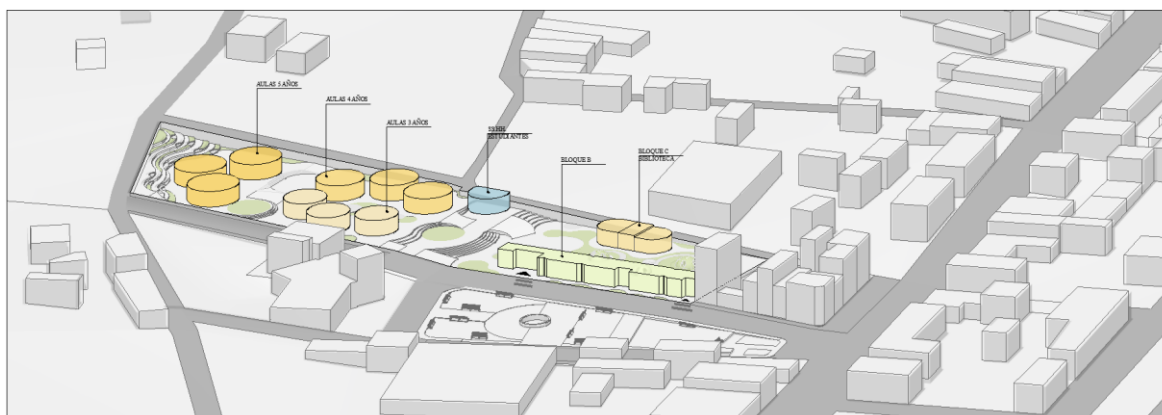 AULAS 5 AÑOS
AULAS 4 AÑOS
AULAS 3 AÑOS
SS.HH.
ESTUDIANTES
BLOQUE B
BLOQUE C
BIBLIOTECA